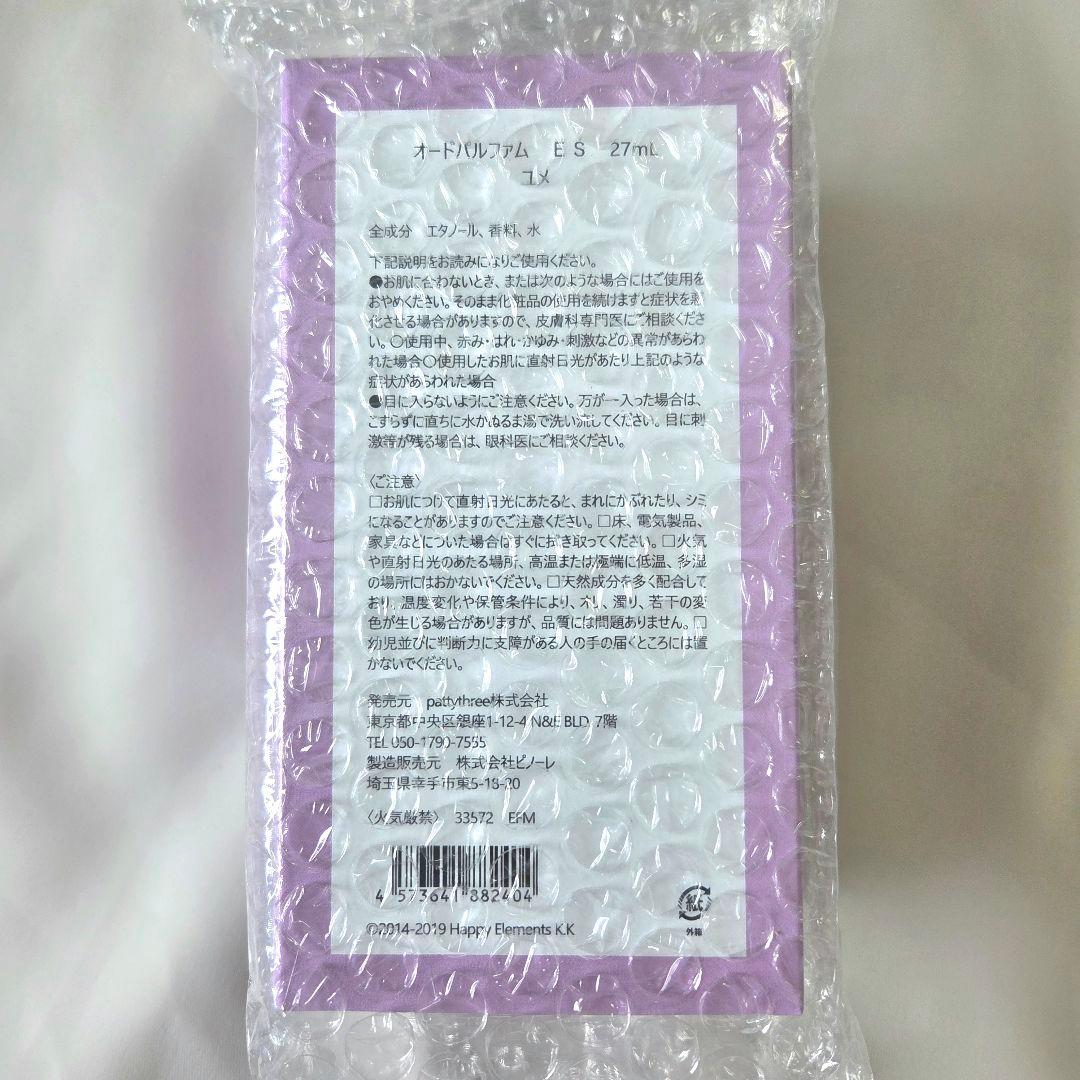 オードパルファム E S 27mL
ユメ
全成分 エタノール、香料、水
下記説明をお読みになりご使用ください。
●お肌に合わないとき、または次のような場合にはご使用を
おやめください。そのまま化粧品の使用を続けますと症状を悪
化させる場合がありますので、皮膚科専門医にご相談くださ
い。〇使用中、赤み・はれ・かゆみ・刺激などの異常があらわ
れた場合〇使用したお肌に直射日光があたり上記のような
症状があらわれた場合
●目に入らないようにご注意ください。万が一入った場合は、
こすらずに直ちに水かぬるま湯で洗い流してください。目に刺
激等が残る場合は、眼科医にご相談ください。
〈ご注意〉
□お肌につけて直射日光にあたると、まれにかぶれたり、シミ
になることがありますのでご注意ください。□床、電気製品、
家具などについた場合はすぐに拭き取ってください。□火気
や直射日光のあたる場所、高温または極端に低温、多湿
の場所にはおかないでください。□天然成分を多く配合して
おり、温度変化や保管条件により、オリ、濁り、若干の変
色が生じる場合がありますが、品質には問題ありません。□
幼児並びに判断力に支障がある人の手の届くところには置
かないでください。
発売元 pattythree株式会社
東京都中央区銀座1-12-4 N&E BLD. 7階
TEL 050-1790-7555
製造販売元 株式会社ピノーレ
埼玉県幸手市東5-18-20
〈火気厳禁〉 33572 EFM
4 573641 882404
紙
外箱
©2014-2019 Happy Elements K.K